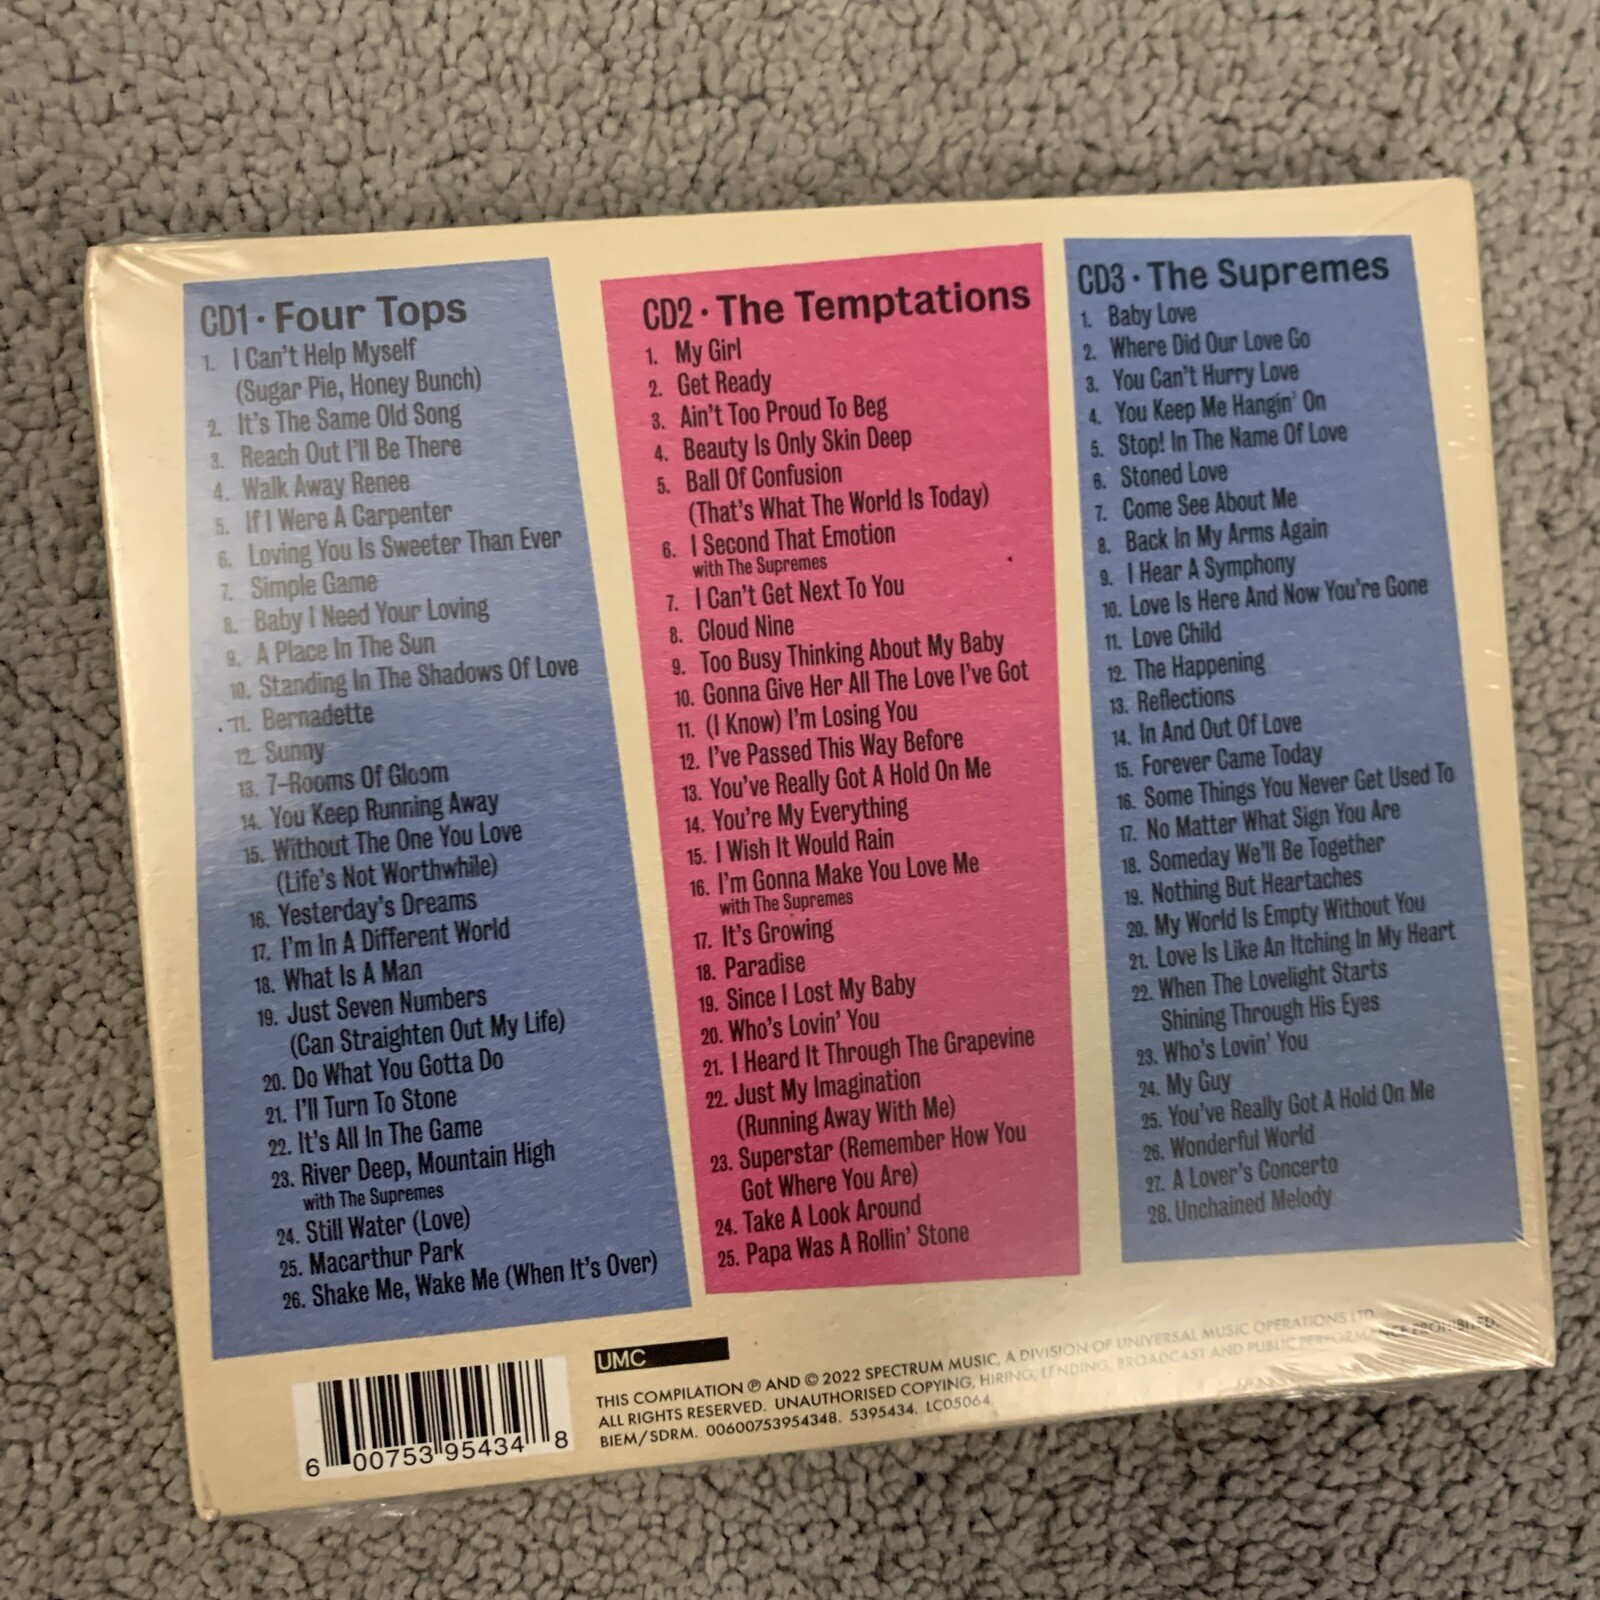 CD1 · Four Tops
1. I Can't Help Myself
(Sugar Pie, Honey Bunch)
2. It's The Same Old Song
3. Reach Out I'll Be There
4. Walk Away Renee
5. If I Were A Carpenter
6. Loving You Is Sweeter Than Ever
7. Simple Game
8. Baby I Need Your Loving
9. A Place In The Sun
10. Standing In The Shadows Of Love
11. Bernadette
12. Sunny
13. 7-Rooms Of Gloom
14. You Keep Running Away
15. Without The One You Love
(Life's Not Worthwhile)
16. Yesterday's Dreams
17. I'm In A Different World
18. What Is A Man
19. Just Seven Numbers
(Can Straighten Out My Life)
20. Do What You Gotta Do
21. I'll Turn To Stone
22. It's All In The Game
23. River Deep, Mountain High
with The Supremes
24. Still Water (Love)
25. Macarthur Park
26. Shake Me, Wake Me (When It's Over)
CD2 · The Temptations
1. My Girl
2. Get Ready
3. Ain't Too Proud To Beg
4. Beauty Is Only Skin Deep
5. Ball Of Confusion
(That's What The World Is Today)
6. I Second That Emotion
with The Supremes
7. I Can't Get Next To You
8. Cloud Nine
9. Too Busy Thinking About My Baby
10. Gonna Give Her All The Love I've Got
11. (I Know) I'm Losing You
12. I've Passed This Way Before
13. You've Really Got A Hold On Me
14. You're My Everything
15. I Wish It Would Rain
16. I'm Gonna Make You Love Me
with The Supremes
17. It's Growing
18. Paradise
19. Since I Lost My Baby
20. Who's Lovin' You
21. I Heard It Through The Grapevine
22. Just My Imagination
(Running Away With Me)
23. Superstar (Remember How You
Got Where You Are)
24. Take A Look Around
25. Papa Was A Rollin' Stone
CD3 · The Supremes
1. Baby Love
2. Where Did Our Love Go
3. You Can't Hurry Love
4. You Keep Me Hangin' On
5. Stop! In The Name Of Love
6. Stoned Love
7. Come See About Me
8. Back In My Arms Again
9. I Hear A Symphony
10. Love Is Here And Now You're Gone
11. Love Child
12. The Happening
13. Reflections
14. In And Out Of Love
15. Forever Came Today
16. Some Things You Never Get Used To
17. No Matter What Sign You Are
18. Someday We'll Be Together
19. Nothing But Heartaches
20. My World Is Empty Without You
21. Love Is Like An Itching In My Heart
22. When The Lovelight Starts
Shining Through His Eyes
23. Who's Lovin' You
24. My Guy
25. You've Really Got A Hold On Me
26. Wonderful World
27. A Lover's Concerto
28. Unchained Melody
UMC
THIS COMPILATION ℗ AND © 2022 SPECTRUM MUSIC, A DIVISION OF UNIVERSAL MUSIC OPERATIONS LTD.
ALL RIGHTS RESERVED. UNAUTHORISED COPYING, HIRING, LENDING, BROADCAST AND PUBLIC PERFORMANCE PROHIBITED.
BIEM/SDRM. 00600753954348. 5395434. LC05064.
6 00753 95434 8